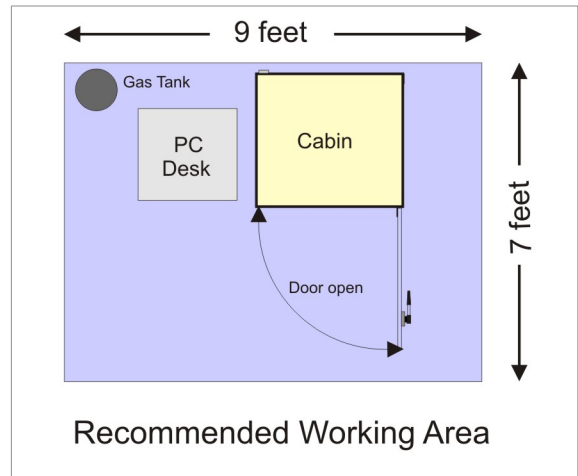 9 feet
Gas Tank
PC
Desk
Cabin
7 feet
Door open
Recommended Working Area